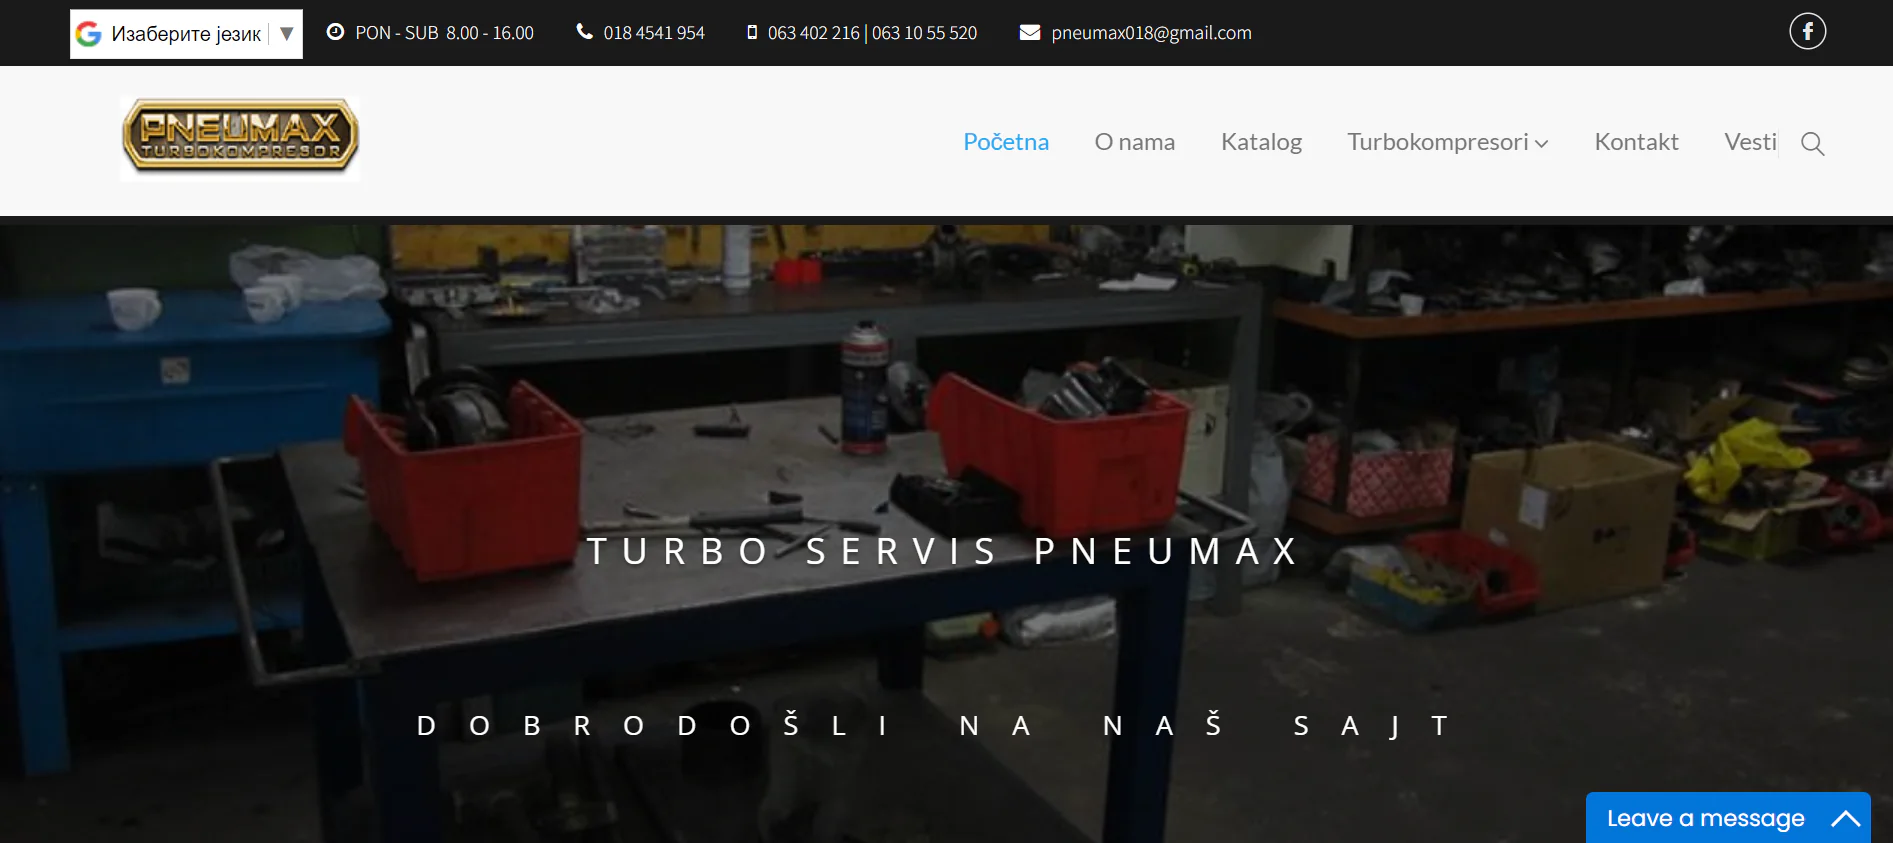 Изаберите језик ▼
PON - SUB 8.00 - 16.00
018 4541 954
063 402 216 | 063 10 55 520
pneumax018@gmail.com
PNEUMAX
TURBOKOMPRESOR
Početna
O nama
Katalog
Turbokompresori
Kontakt
Vesti
TURBO SERVIS PNEUMAX
DOBRODOŠLI NA NAŠ SAJT
Leave a message